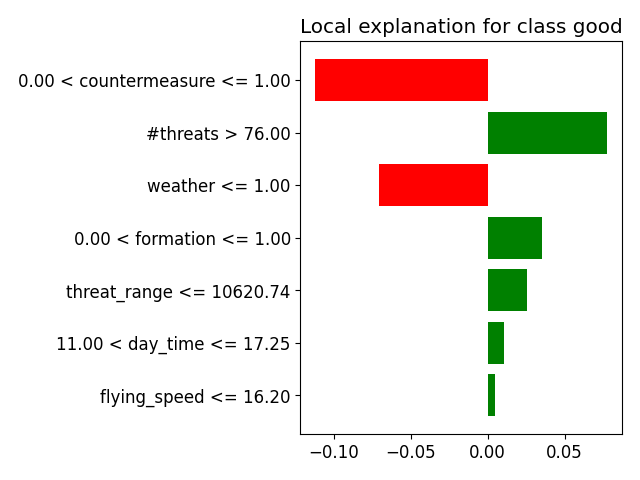 Local explanation for class good
0.00 < countermeasure <= 1.00
#threats > 76.00
weather <= 1.00
0.00 < formation <= 1.00
threat_range <= 10620.74
11.00 < day_time <= 17.25
flying_speed <= 16.20
−0.10 −0.05 0.00 0.05